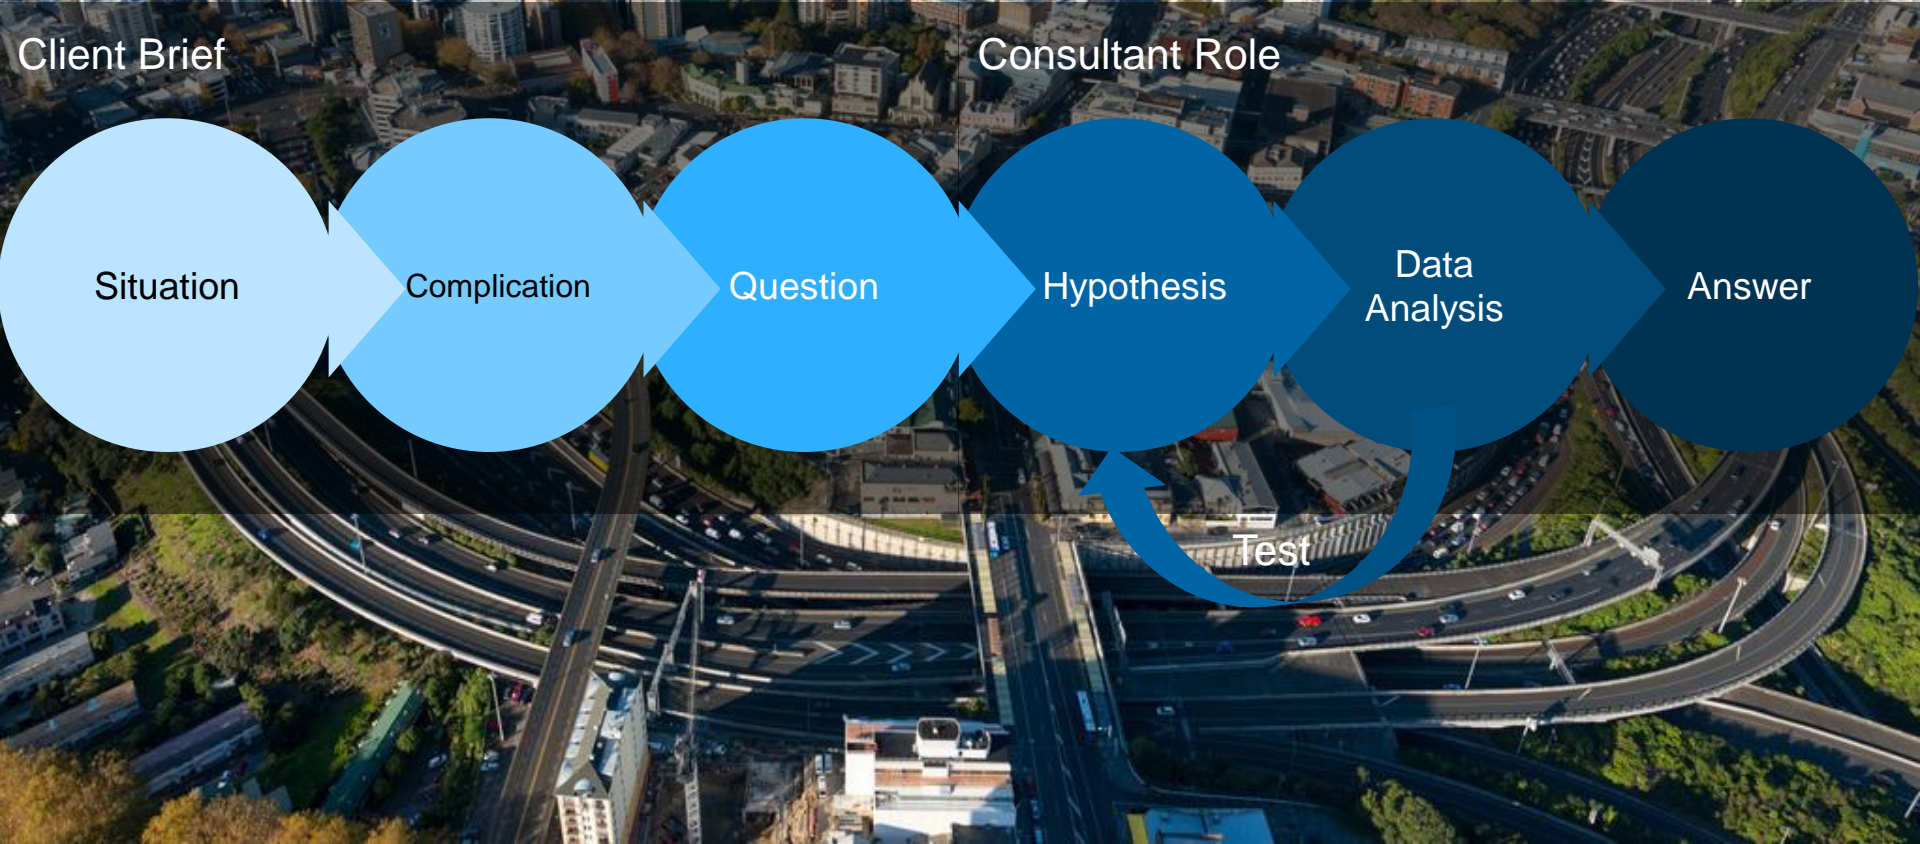 Client Brief
Consultant Role
Situation
Complication
Question
Hypothesis
Data
Analysis
Answer
Test